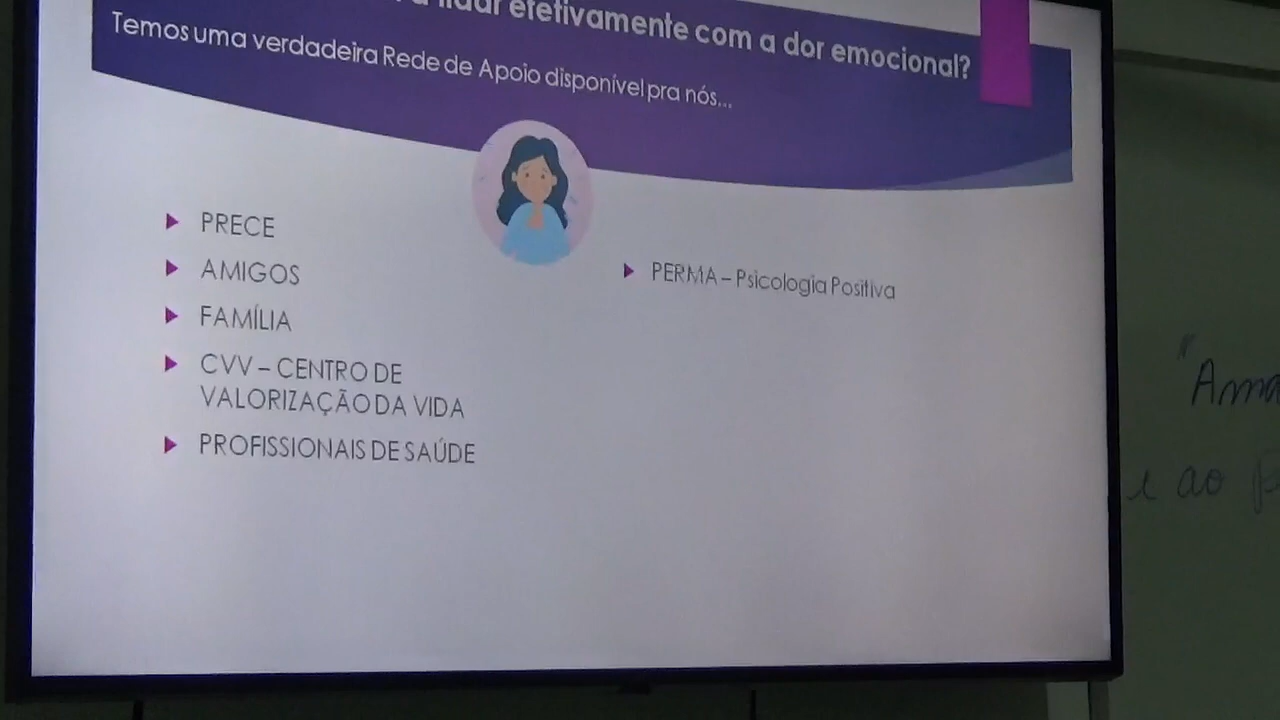 lidar efetivamente com a dor emocional?
Temos uma verdadeira Rede de Apoio disponível pra nós...
PRECE
AMIGOS
FAMÍLIA
CVV – CENTRO DE
VALORIZAÇÃO DA VIDA
PROFISSIONAIS DE SAÚDE
PERMA – Psicologia Positiva
e ao